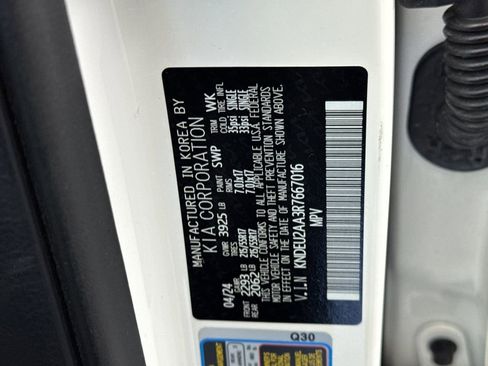 MANUFACTURED IN KOREA BY
KIA CORPORATION
04/24 GVWR 3925 LB PAINT SWP TRIM WK
TIRES RIMS COLD TIRE INFL
FRONT 2293 LB 215/55R17 7.0Jx17 35psi SINGLE
REAR 2062 LB 215/55R17 7.0Jx17 33psi SINGLE
THIS VEHICLE CONFORMS TO ALL APPLICABLE U.S.A. FEDERAL
MOTOR VEHICLE SAFETY AND THEFT PREVENTION STANDARDS
IN EFFECT ON THE DATE OF MANUFACTURE SHOWN ABOVE.
V.I.N KNDEU2AA3R7667016
MPV
Q30